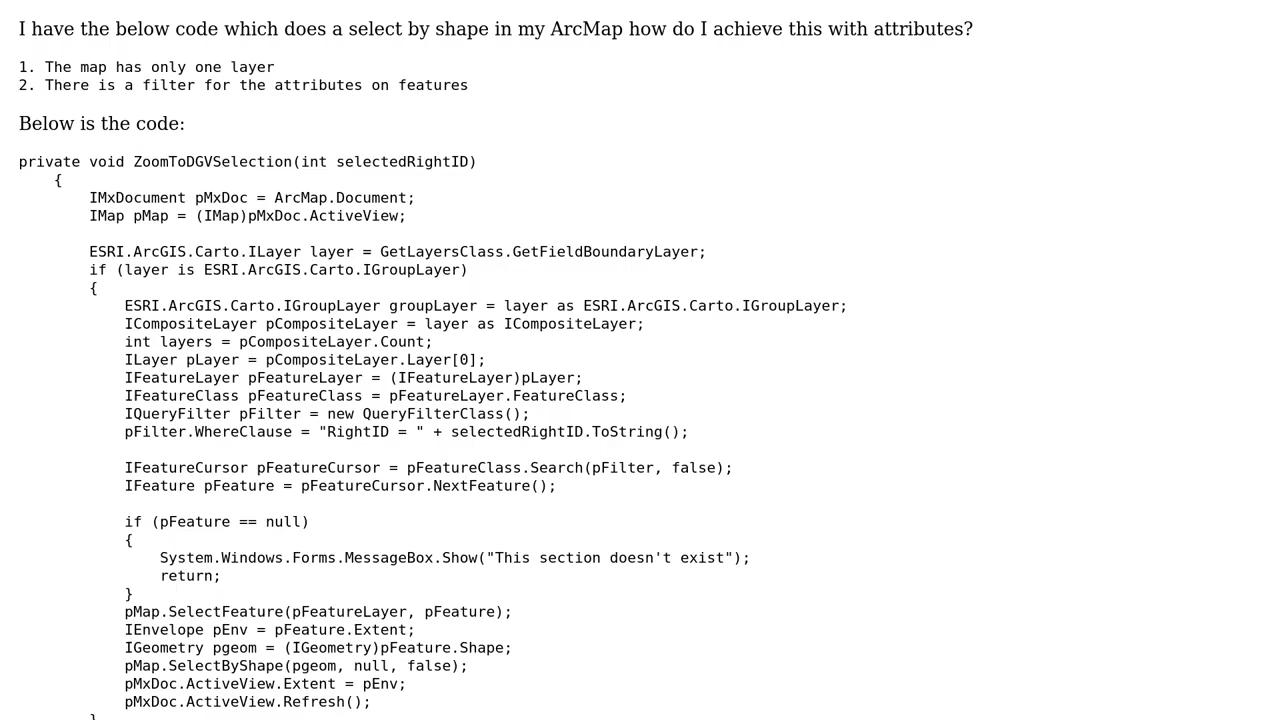 I have the below code which does a select by shape in my ArcMap how do I achieve this with attributes?
1. The map has only one layer
2. There is a filter for the attributes on features
Below is the code:
private void ZoomToDGVSelection(int selectedRightID)
{
IMxDocument pMxDoc = ArcMap.Document;
IMap pMap = (IMap)pMxDoc.ActiveView;
ESRI.ArcGIS.Carto.ILayer layer = GetLayersClass.GetFieldBoundaryLayer;
if (layer is ESRI.ArcGIS.Carto.IGroupLayer)
{
ESRI.ArcGIS.Carto.IGroupLayer groupLayer = layer as ESRI.ArcGIS.Carto.IGroupLayer;
ICompositeLayer pCompositeLayer = layer as ICompositeLayer;
int layers = pCompositeLayer.Count;
ILayer pLayer = pCompositeLayer.Layer[0];
IFeatureLayer pFeatureLayer = (IFeatureLayer)pLayer;
IFeatureClass pFeatureClass = pFeatureLayer.FeatureClass;
IQueryFilter pFilter = new QueryFilterClass();
pFilter.WhereClause = "RightID = " + selectedRightID.ToString();
IFeatureCursor pFeatureCursor = pFeatureClass.Search(pFilter, false);
IFeature pFeature = pFeatureCursor.NextFeature();
if (pFeature == null)
{
System.Windows.Forms.MessageBox.Show("This section doesn't exist");
return;
}
pMap.SelectFeature(pFeatureLayer, pFeature);
IEnvelope pEnv = pFeature.Extent;
IGeometry pgeom = (IGeometry)pFeature.Shape;
pMap.SelectByShape(pgeom, null, false);
pMxDoc.ActiveView.Extent = pEnv;
pMxDoc.ActiveView.Refresh();
}